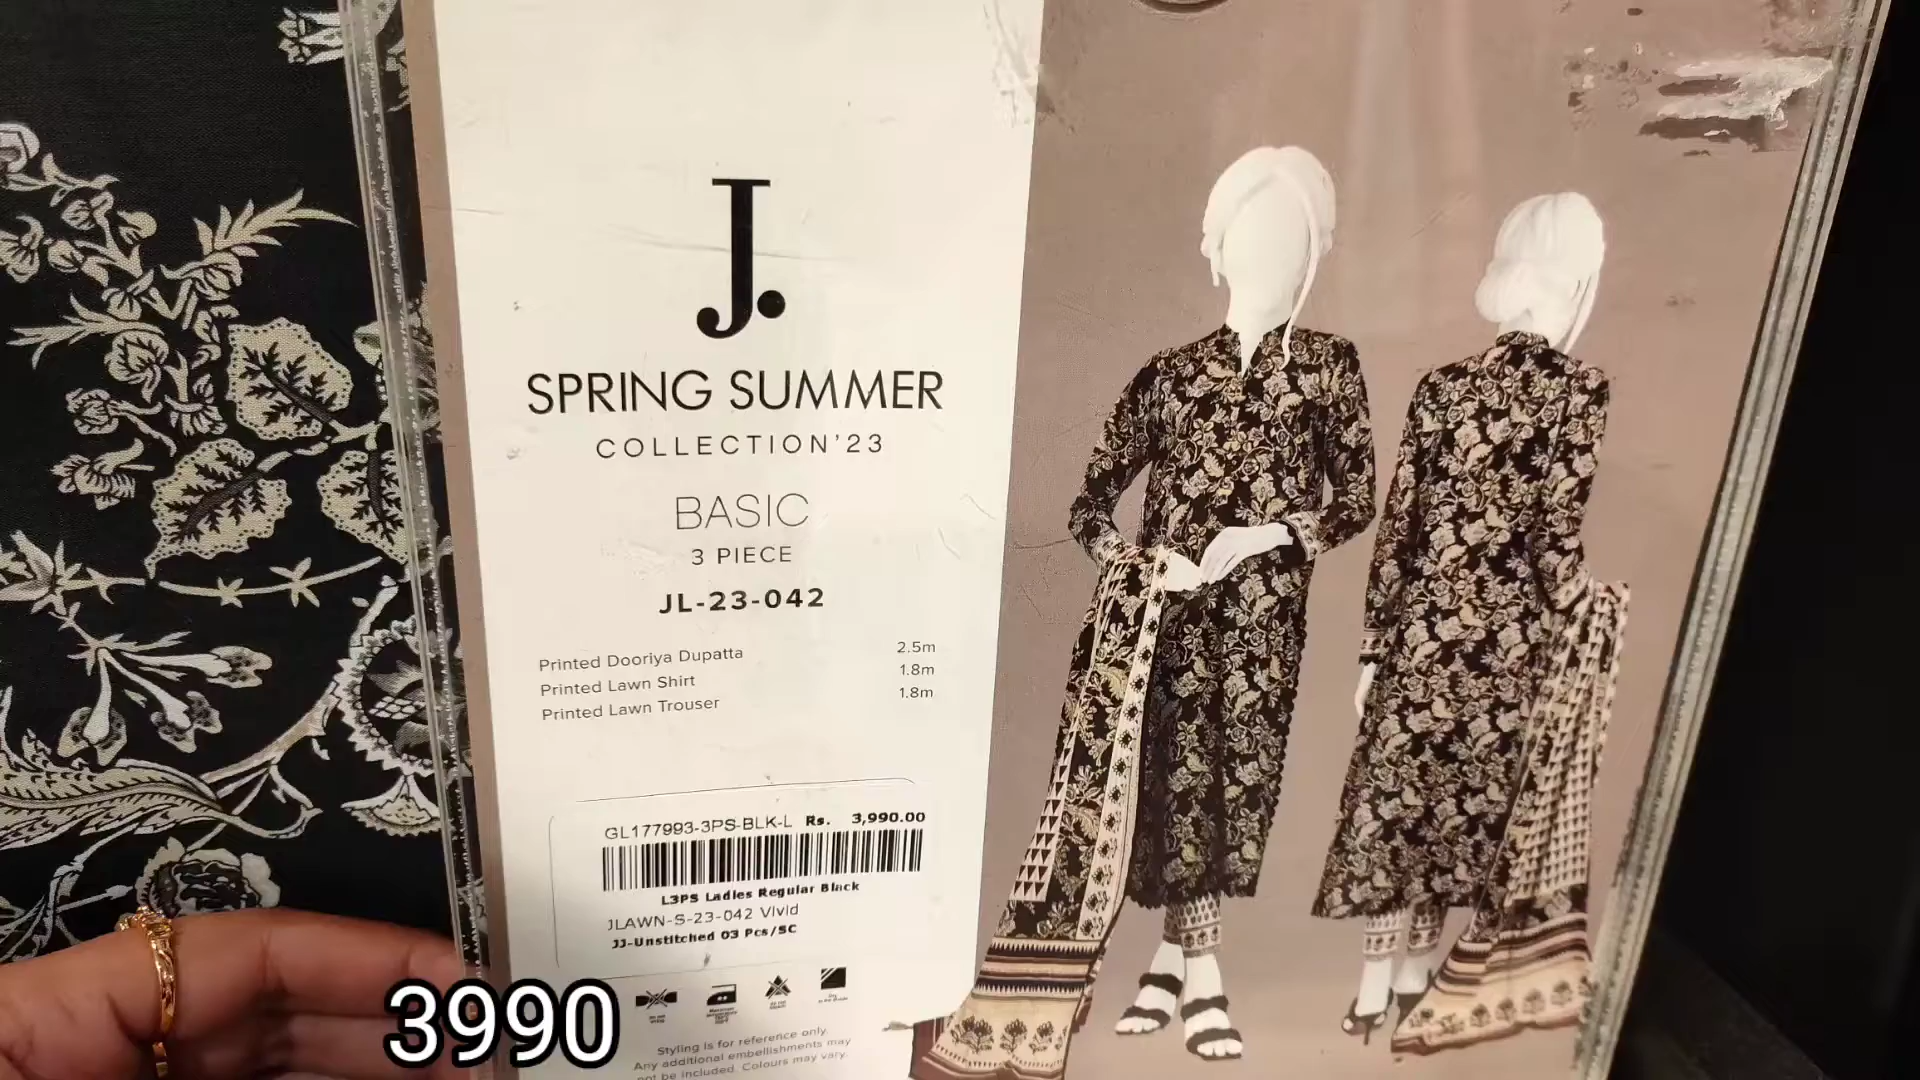 J.
SPRING SUMMER
COLLECTION'23
BASIC
3 PIECE
JL-23-042
Printed Dooriya Dupatta 2.5m
Printed Lawn Shirt 1.8m
Printed Lawn Trouser 1.8m
GL177993-3PS-BLK-L Rs. 3,990.00
L3PS Ladies Regular Black
JLAWN-S-23-042 Vivid
JJ-Unstitched 03 Pcs/SC
Styling is for reference only.
Any additional embellishments may
not be included. Colours may vary.
3990